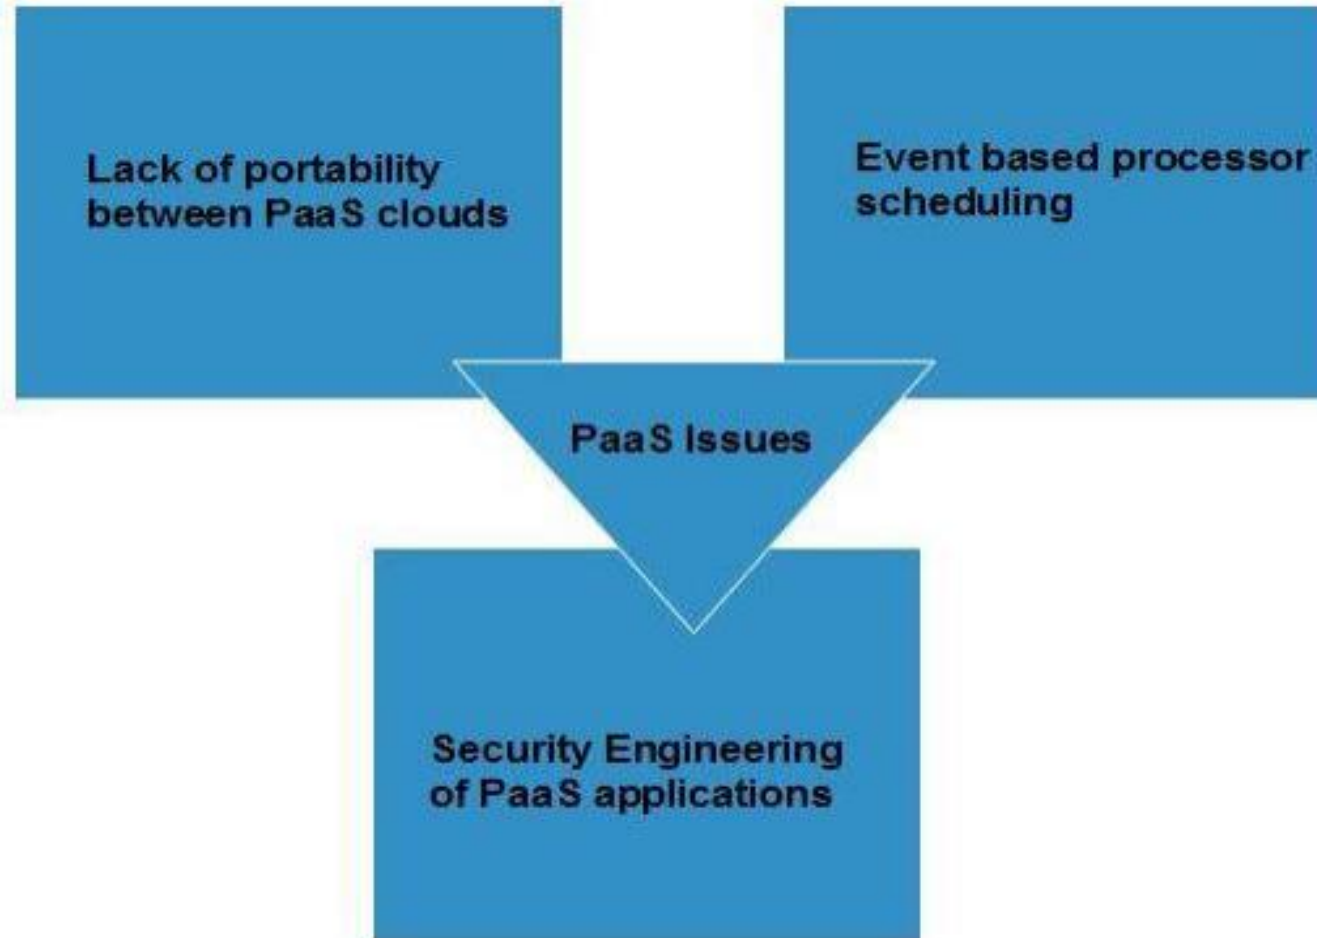 Lack of portability
between PaaS clouds
Event based processor
scheduling
PaaS Issues
Security Engineering
of PaaS applications